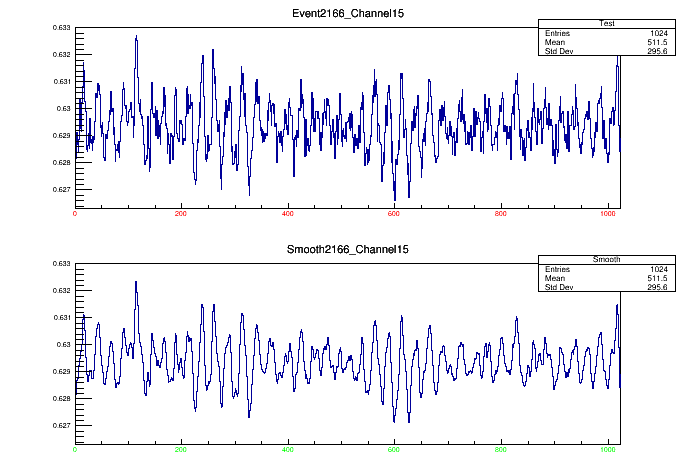 Event2166_Channel15
Test
Entries 1024
Mean 511.5
Std Dev 295.6
0.633
0.632
0.631
0.63
0.629
0.628
0.627
0 200 400 600 800 1000
Smooth2166_Channel15
Smooth
Entries 1024
Mean 511.5
Std Dev 295.6
0.633
0.632
0.631
0.63
0.629
0.628
0.627
0 200 400 600 800 1000